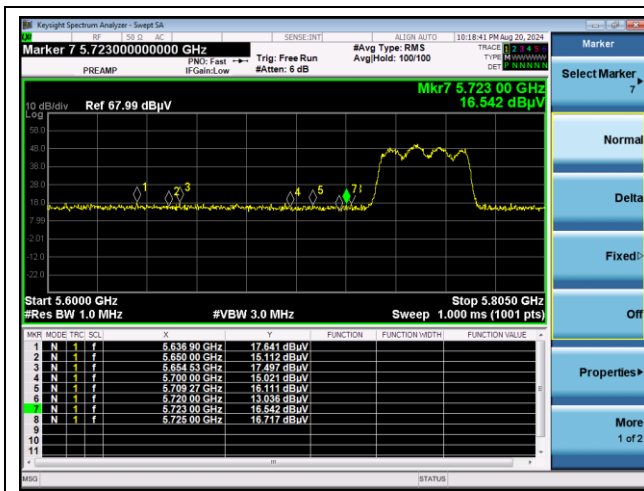 Keysight Spectrum Analyzer - Swept SA
RF 50 Ω AC SENSE:INT ALIGN AUTO 10:18:41 PM Aug 20, 2024
Marker 7 5.723000000000 GHz
PREAMP
PNO: Fast
IFGain:Low
Trig: Free Run
#Atten: 6 dB
#Avg Type: RMS
Avg|Hold: 100/100
TRACE 1 2 3 4 5 6
TYPE M W W W W W
DET P N N N N N
Mkr7 5.723 00 GHz
16.542 dBµV
10 dB/div Ref 67.99 dBµV
Log
58.0
48.0
38.0
28.0
18.0
7.99
-2.01
-12.0
-22.0
1 2 3 4 5 7
Start 5.6000 GHz Stop 5.8050 GHz
#Res BW 1.0 MHz #VBW 3.0 MHz Sweep 1.000 ms (1001 pts)
MKR MODE TRC SCL X Y FUNCTION FUNCTION WIDTH FUNCTION VALUE
1 N 1 f 5.636 90 GHz 17.641 dBµV
2 N 1 f 5.650 00 GHz 15.112 dBµV
3 N 1 f 5.654 53 GHz 17.497 dBµV
4 N 1 f 5.700 00 GHz 15.021 dBµV
5 N 1 f 5.709 27 GHz 16.111 dBµV
6 N 1 f 5.720 00 GHz 13.036 dBµV
7 N 1 f 5.723 00 GHz 16.542 dBµV
8 N 1 f 5.725 00 GHz 16.717 dBµV
9
10
11
MSG STATUS
Marker
Select Marker
7
Normal
Delta
Fixed
Off
Properties
More
1 of 2